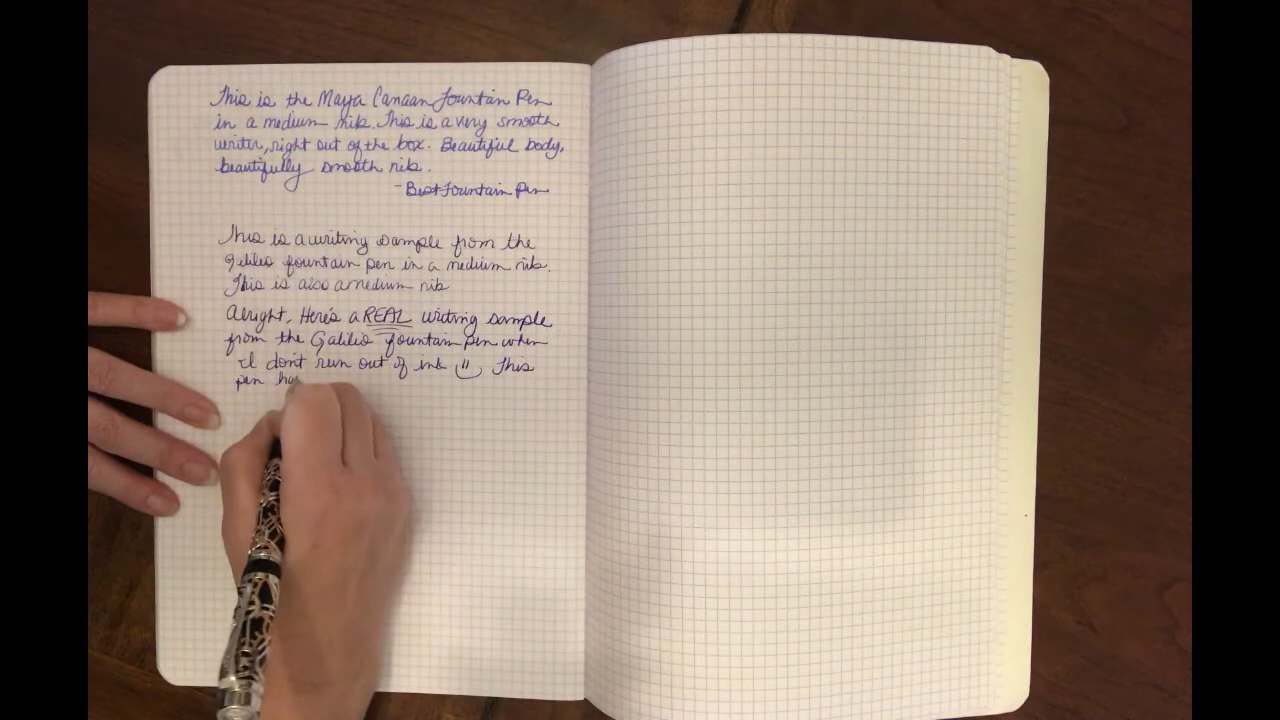 This is the Maya Canaan Fountain Pen
in a medium nib. This is a very smooth
writer, right out of the box. Beautiful body,
beautifully smooth nib.
- Best Fountain Pen
This is a writing sample from the
Galileo fountain pen in a medium nib.
This is also a medium nib
Alright, Here's a REAL writing sample
from the Galileo fountain pen when
I don't run out of ink This
pen ha